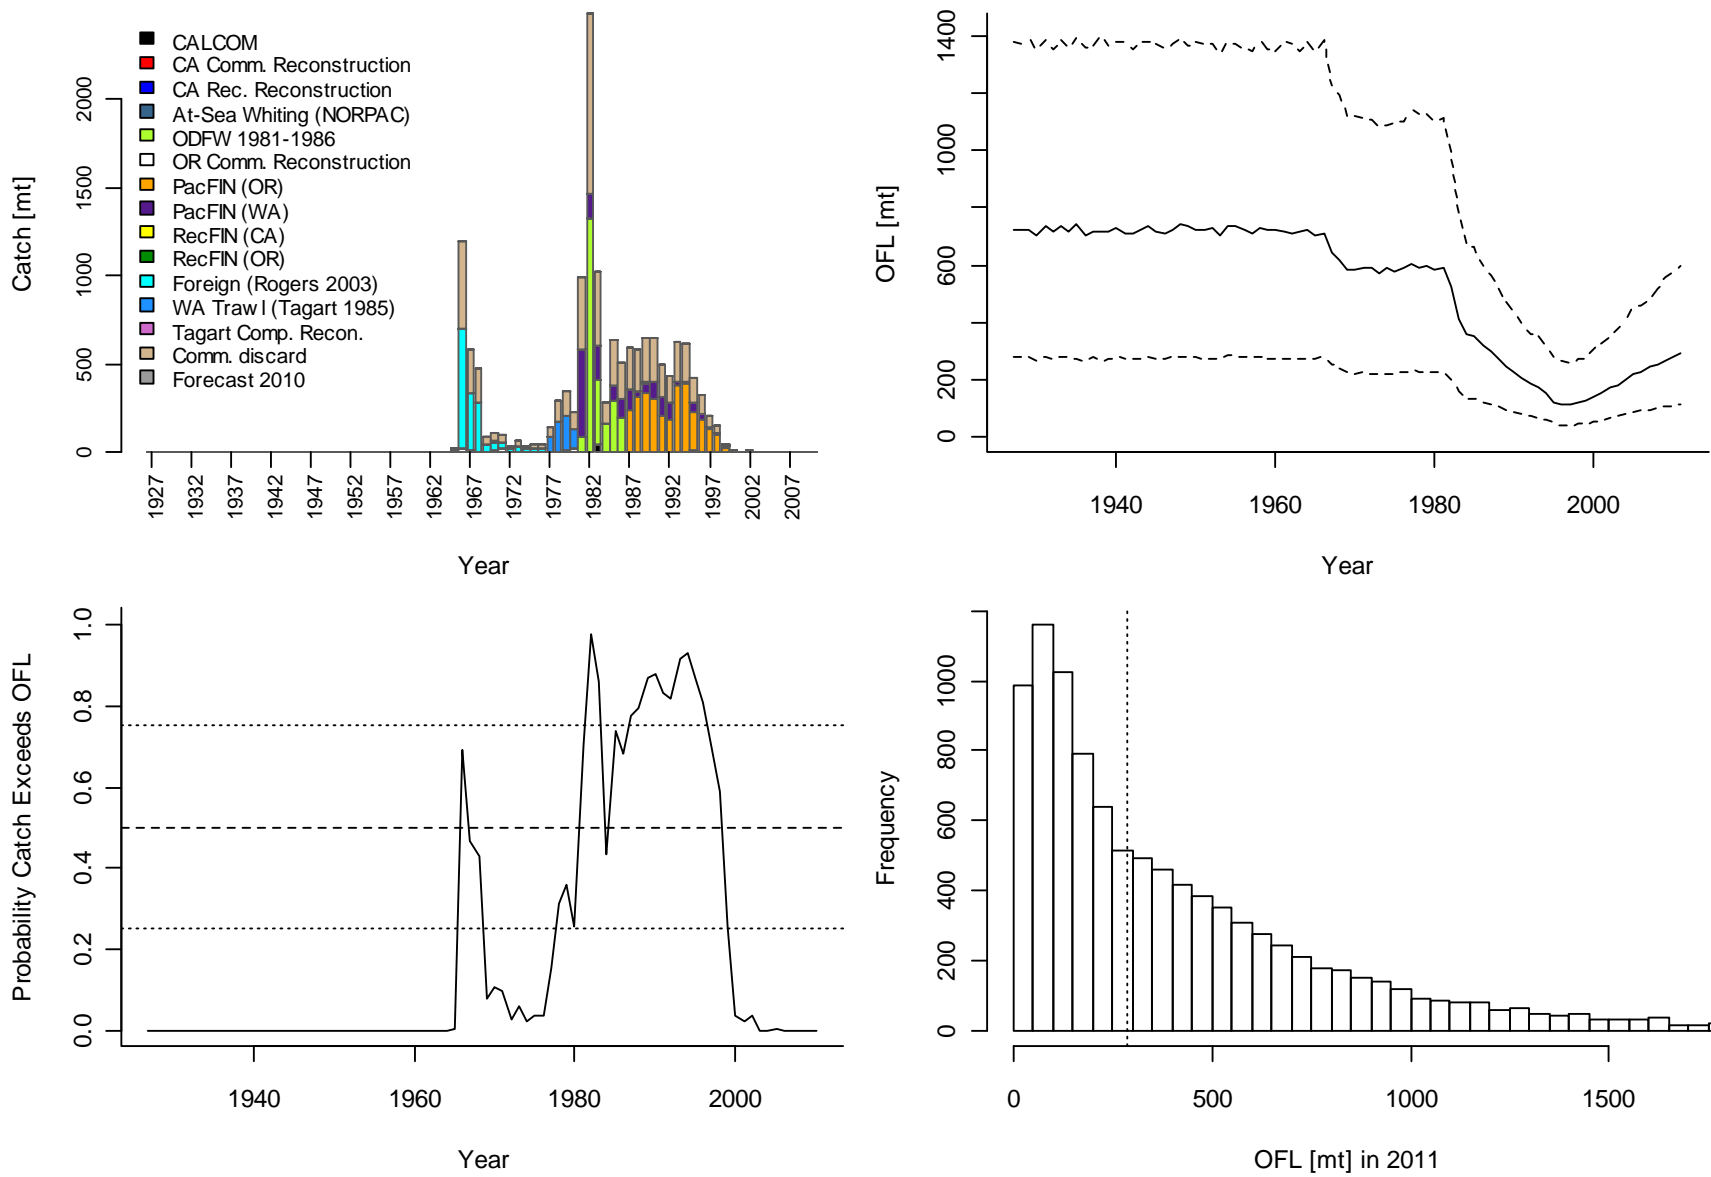 Catch [mt]
2000
1500
1000
500
0
CALCOM
CA Comm. Reconstruction
CA Rec. Reconstruction
At-Sea Whiting (NORPAC)
ODFW 1981-1986
OR Comm. Reconstruction
PacFIN (OR)
PacFIN (WA)
RecFIN (CA)
RecFIN (OR)
Foreign (Rogers 2003)
WA Trawl (Tagart 1985)
Tagart Comp. Recon.
Comm. discard
Forecast 2010
1927 1932 1937 1942 1947 1952 1957 1962 1967 1972 1977 1982 1987 1992 1997 2002 2007
Year
OFL [mt]
1400
1000
600
200
0
1940 1960 1980 2000
Year
Probability Catch Exceeds OFL
1.0
0.8
0.6
0.4
0.2
0.0
1940 1960 1980 2000
Year
Frequency
1000
800
600
400
200
0
0 500 1000 1500
OFL [mt] in 2011